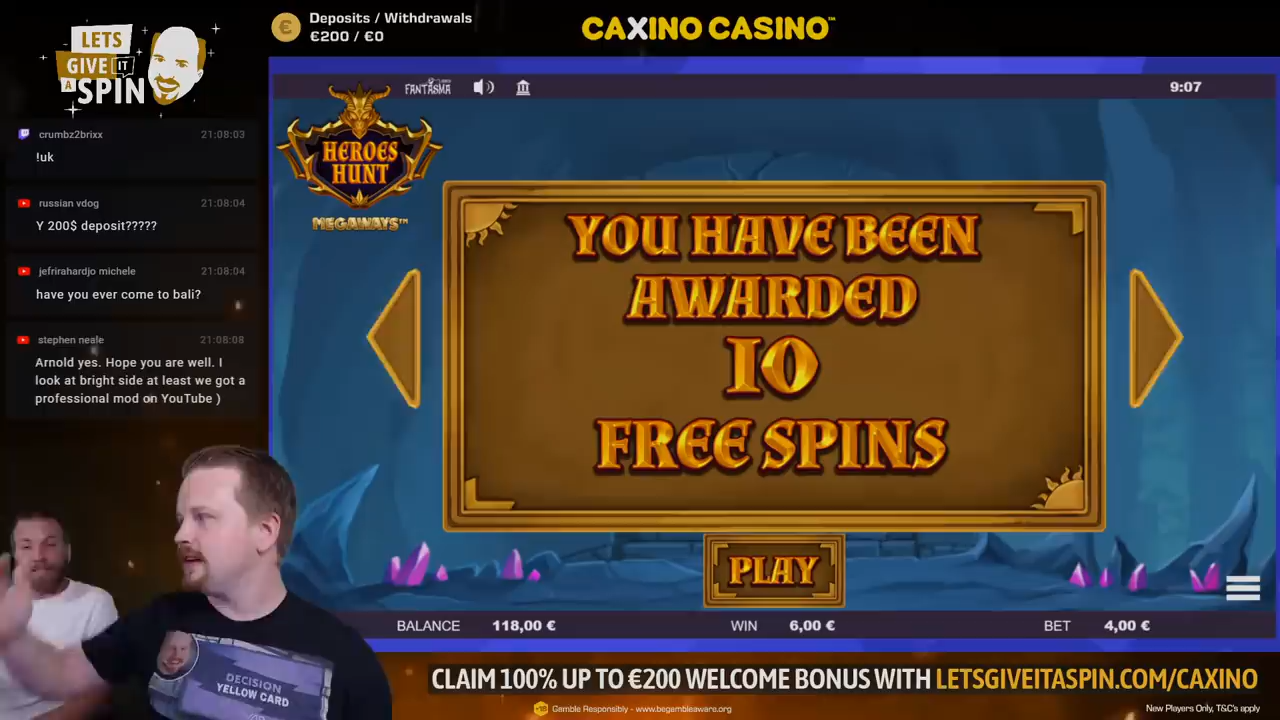 LETS
GIVE IT
A SPIN
Deposits / Withdrawals
€200 / €0
CAXINO CASINO™
crumbz2brixx 21:08:03
!uk
russian vdog 21:08:04
Y 200$ deposit?????
jefrirahardjo michele 21:08:04
have you ever come to bali?
stephen neale 21:08:08
Arnold yes. Hope you are well. I
look at bright side at least we got a
professional mod on YouTube )
FANTASMA
9:07
HEROES
HUNT
MEGAWAYS™
YOU HAVE BEEN
AWARDED
10
FREE SPINS
PLAY
BALANCE 118,00 € WIN 6,00 € BET 4,00 €
DECISION
YELLOW CARD
CLAIM 100% UP TO €200 WELCOME BONUS WITH LETSGIVEITASPIN.COM/CAXINO
Gamble Responsibly - www.begambleaware.org
New Players Only, T&C's apply